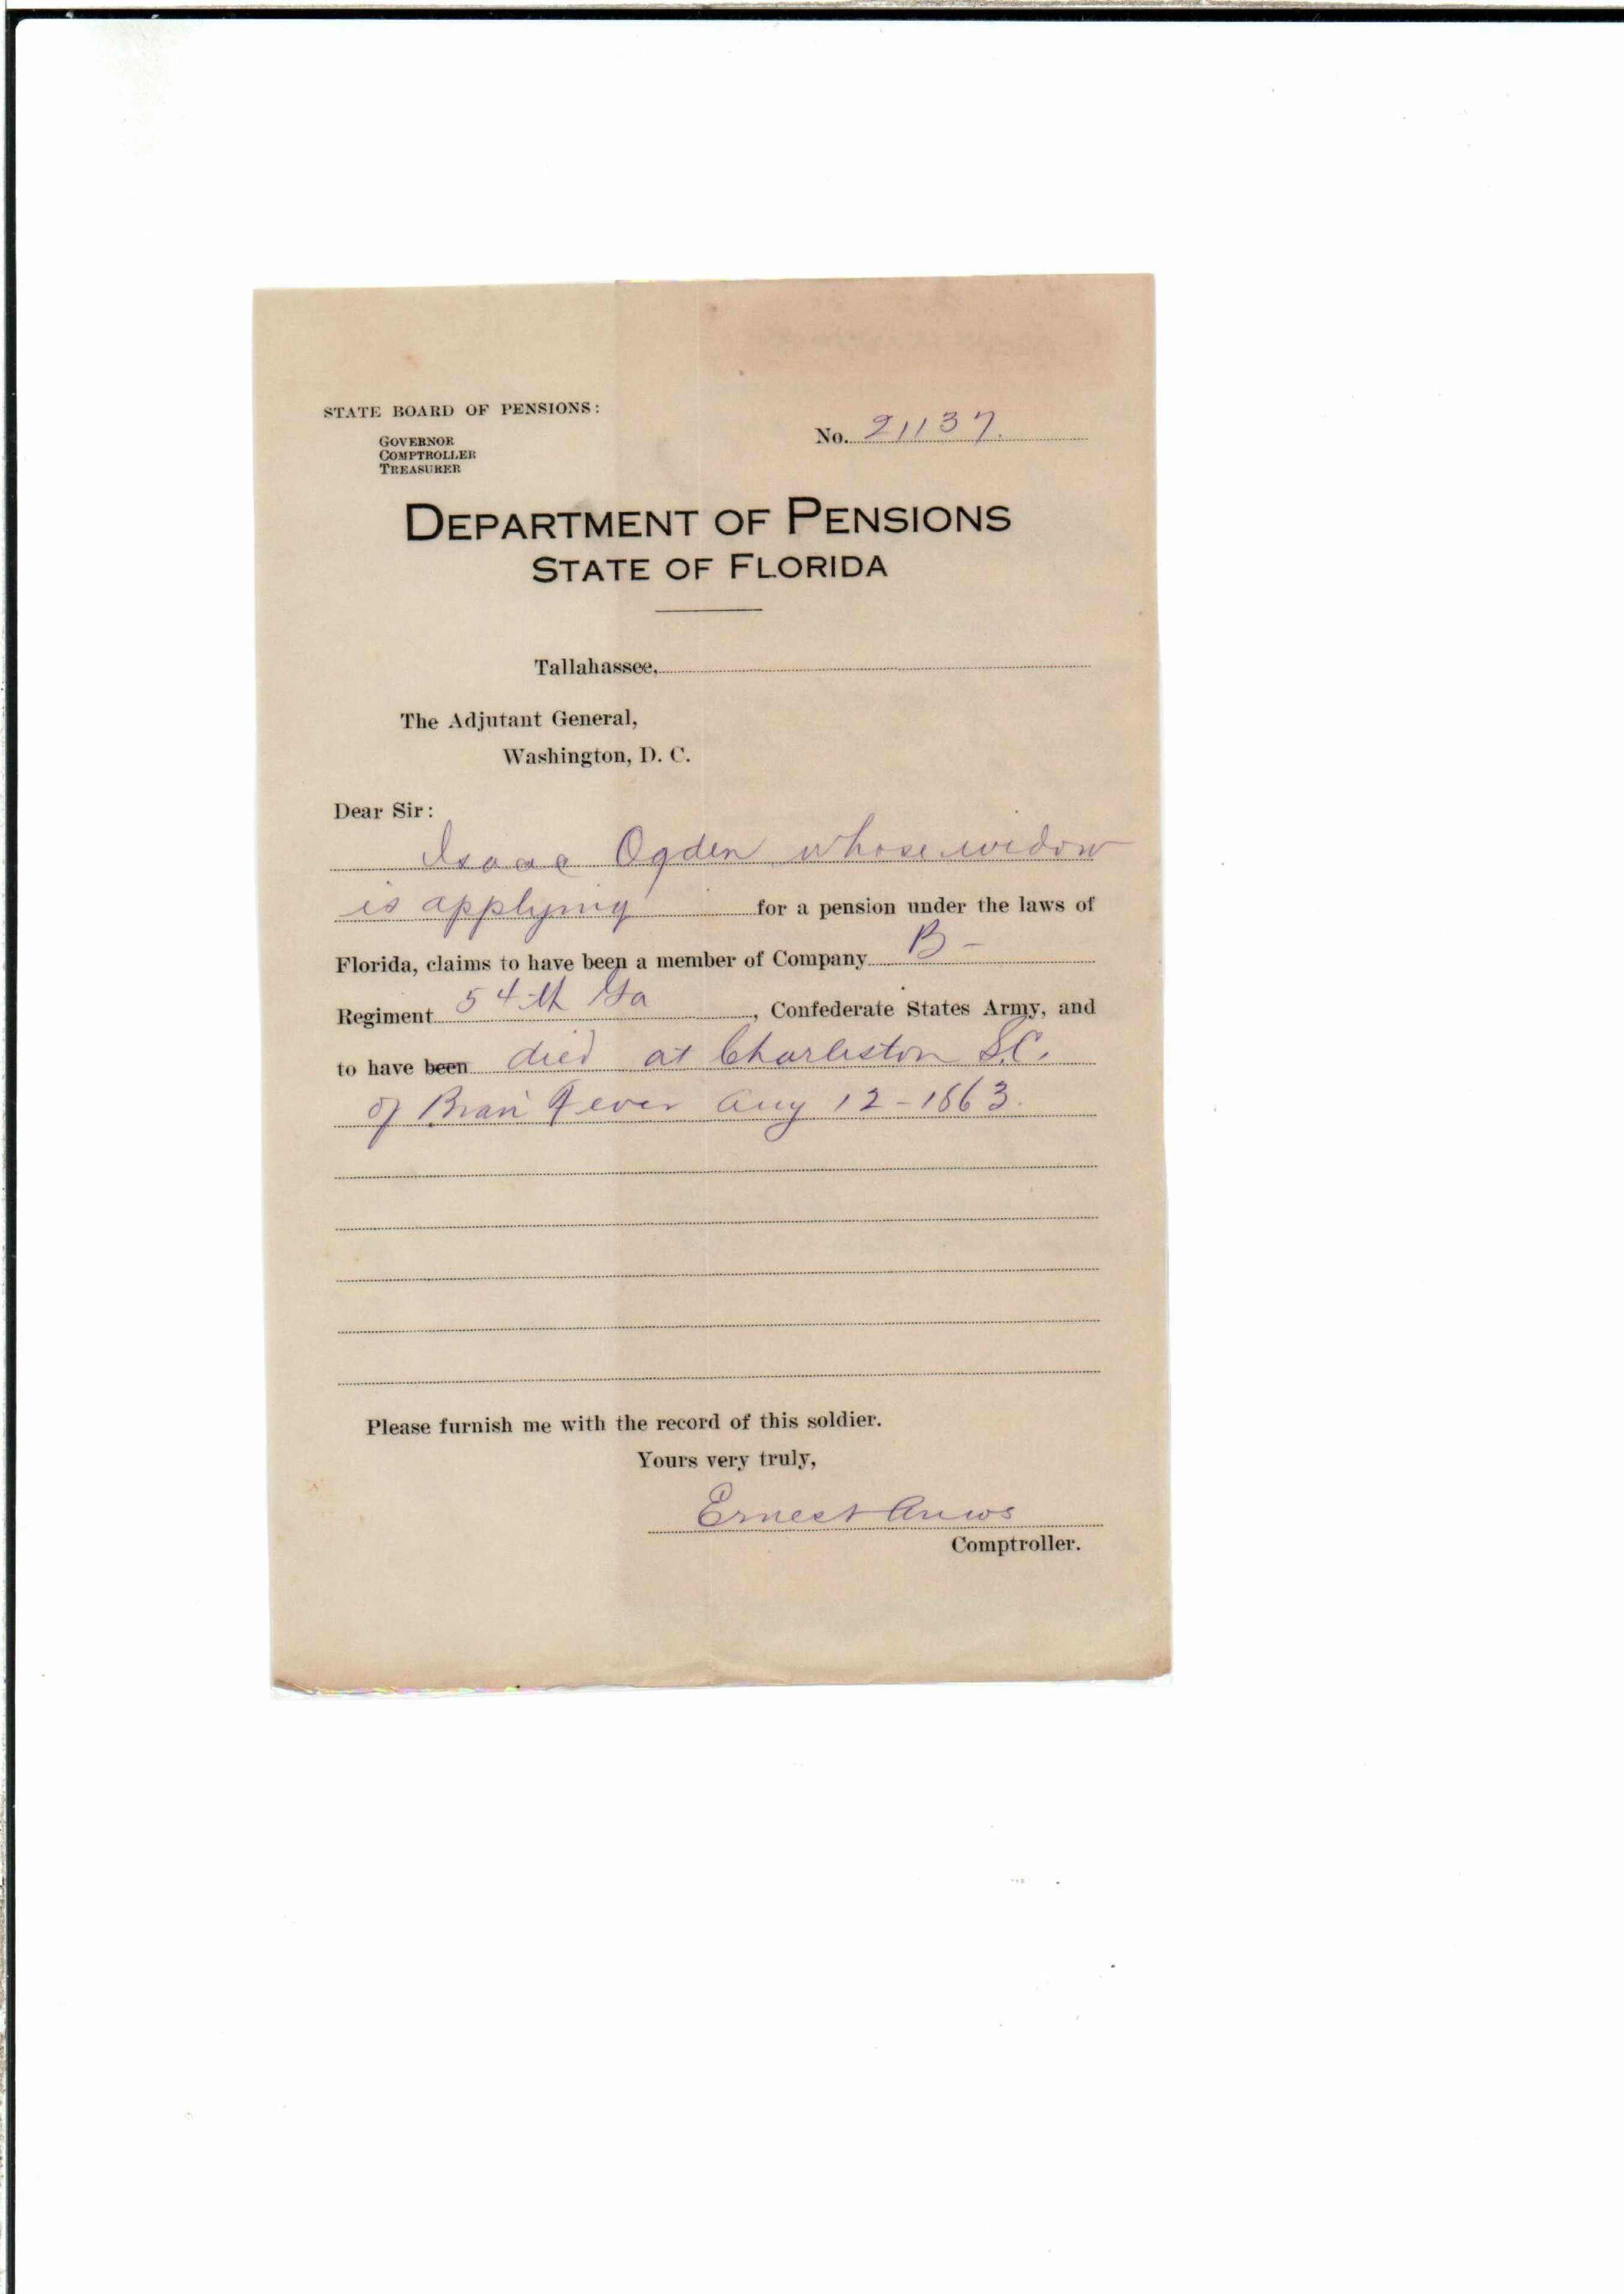 STATE BOARD OF PENSIONS:
GOVERNOR
COMPTROLLER
TREASURER
No. 21137.
DEPARTMENT OF PENSIONS
STATE OF FLORIDA
Tallahassee,
The Adjutant General,
Washington, D. C.
Dear Sir:
Isaac Ogden whose widow
is applying for a pension under the laws of
Florida, claims to have been a member of Company B -
Regiment 54th Ga, Confederate States Army, and
to have been died at Charleston S.C.
of Fever Aug 12-1863.
Please furnish me with the record of this soldier.
Yours very truly,
Ernest Amos
Comptroller.